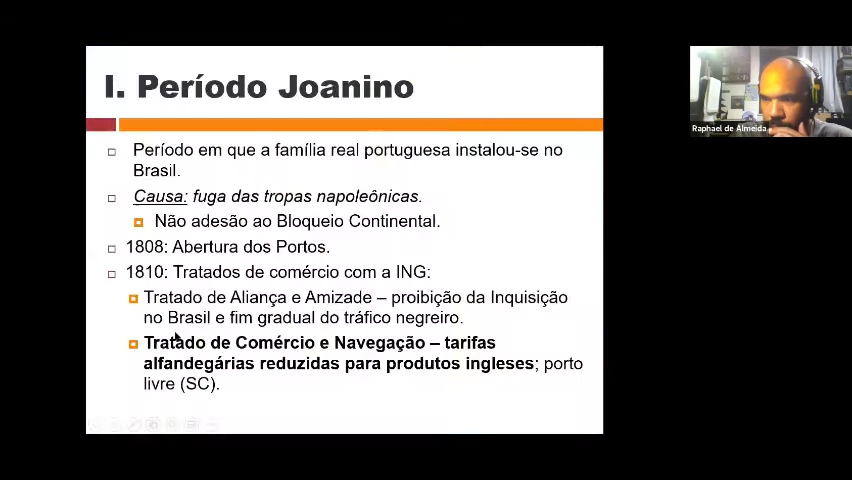 I. Período Joanino
Período em que a família real portuguesa instalou-se no
Brasil.
Causa: fuga das tropas napoleônicas.
Não adesão ao Bloqueio Continental.
1808: Abertura dos Portos.
1810: Tratados de comércio com a ING:
Tratado de Aliança e Amizade – proibição da Inquisição
no Brasil e fim gradual do tráfico negreiro.
Tratado de Comércio e Navegação – tarifas
alfandegárias reduzidas para produtos ingleses; porto
livre (SC).
Raphael de Almeida